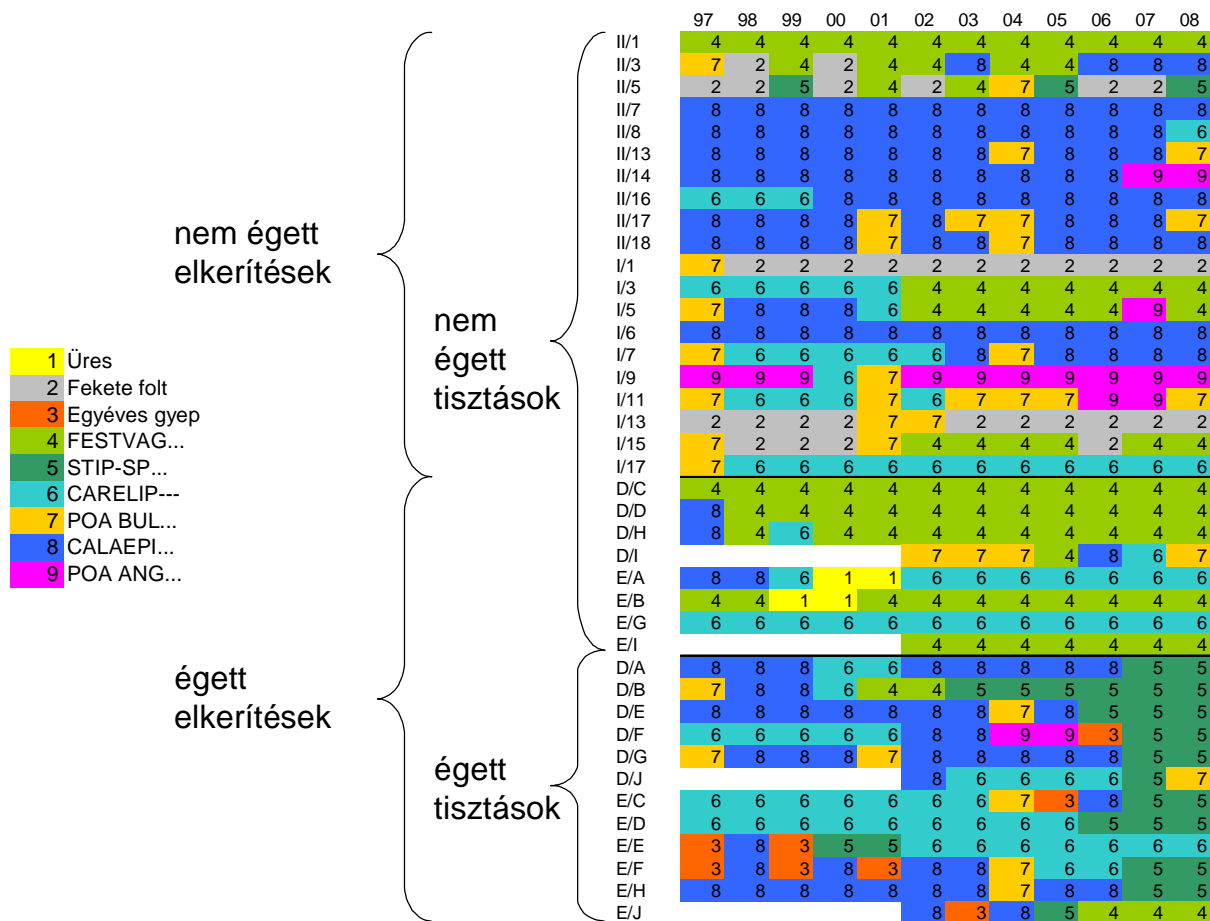 97 98 99 00 01 02 03 04 05 06 07 08
II/1 4 4 4 4 4 4 4 4 4 4 4 4
II/3 7 2 4 2 4 4 8 4 4 8 8 8
II/5 2 2 5 2 4 2 4 7 5 2 2 5
II/7 8 8 8 8 8 8 8 8 8 8 8 8
II/8 8 8 8 8 8 8 8 8 8 8 8 6
II/13 8 8 8 8 8 8 8 7 8 8 8 7
II/14 8 8 8 8 8 8 8 8 8 8 9 9
II/16 6 6 6 8 8 8 8 8 8 8 8 8
II/17 8 8 8 8 7 8 7 7 8 8 8 7
II/18 8 8 8 8 7 8 8 7 8 8 8 8
I/1 7 2 2 2 2 2 2 2 2 2 2 2
I/3 6 6 6 6 6 4 4 4 4 4 4 4
I/5 7 8 8 8 6 4 4 4 4 4 9 4
I/6 8 8 8 8 8 8 8 8 8 8 8 8
I/7 7 6 6 6 6 6 8 7 8 8 8 8
I/9 9 9 9 6 7 9 9 9 9 9 9 9
I/11 7 6 6 6 7 6 7 7 7 9 9 7
I/13 2 2 2 2 7 7 2 2 2 2 2 2
I/15 7 2 2 2 7 4 4 4 4 2 4 4
I/17 7 6 6 6 6 6 6 6 6 6 6 6
D/C 4 4 4 4 4 4 4 4 4 4 4 4
D/D 8 4 4 4 4 4 4 4 4 4 4 4
D/H 8 4 6 4 4 4 4 4 4 4 4 4
D/I 7 7 7 4 8 6 7
E/A 8 8 6 1 1 6 6 6 6 6 6 6
E/B 4 4 1 1 4 4 4 4 4 4 4 4
E/G 6 6 6 6 6 6 6 6 6 6 6 6
E/I 4 4 4 4 4 4 4
D/A 8 8 8 6 6 8 8 8 8 8 5 5
D/B 7 8 8 6 4 4 5 5 5 5 5 5
D/E 8 8 8 8 8 8 8 7 8 5 5 5
D/F 6 6 6 6 6 8 8 9 9 3 5 5
D/G 7 8 8 8 7 8 8 8 8 8 5 5
D/J 8 6 6 6 6 5 7
E/C 6 6 6 6 6 6 6 7 3 8 5 5
E/D 6 6 6 6 6 6 6 6 6 5 5 5
E/E 3 8 3 5 5 6 6 6 6 6 6 6
E/F 3 8 3 8 3 8 8 7 6 6 5 5
E/H 8 8 8 8 8 8 8 7 8 8 5 5
E/J 8 3 8 5 4 4 4
nem égett
elkerítések
égett
elkerítések
nem
égett
tisztások
égett
tisztások
1 Üres
2 Fekete folt
3 Egyéves gyep
4 FESTVAG...
5 STIP-SP...
6 CARELIP---
7 POA BUL...
8 CALAEPI...
9 POA ANG...